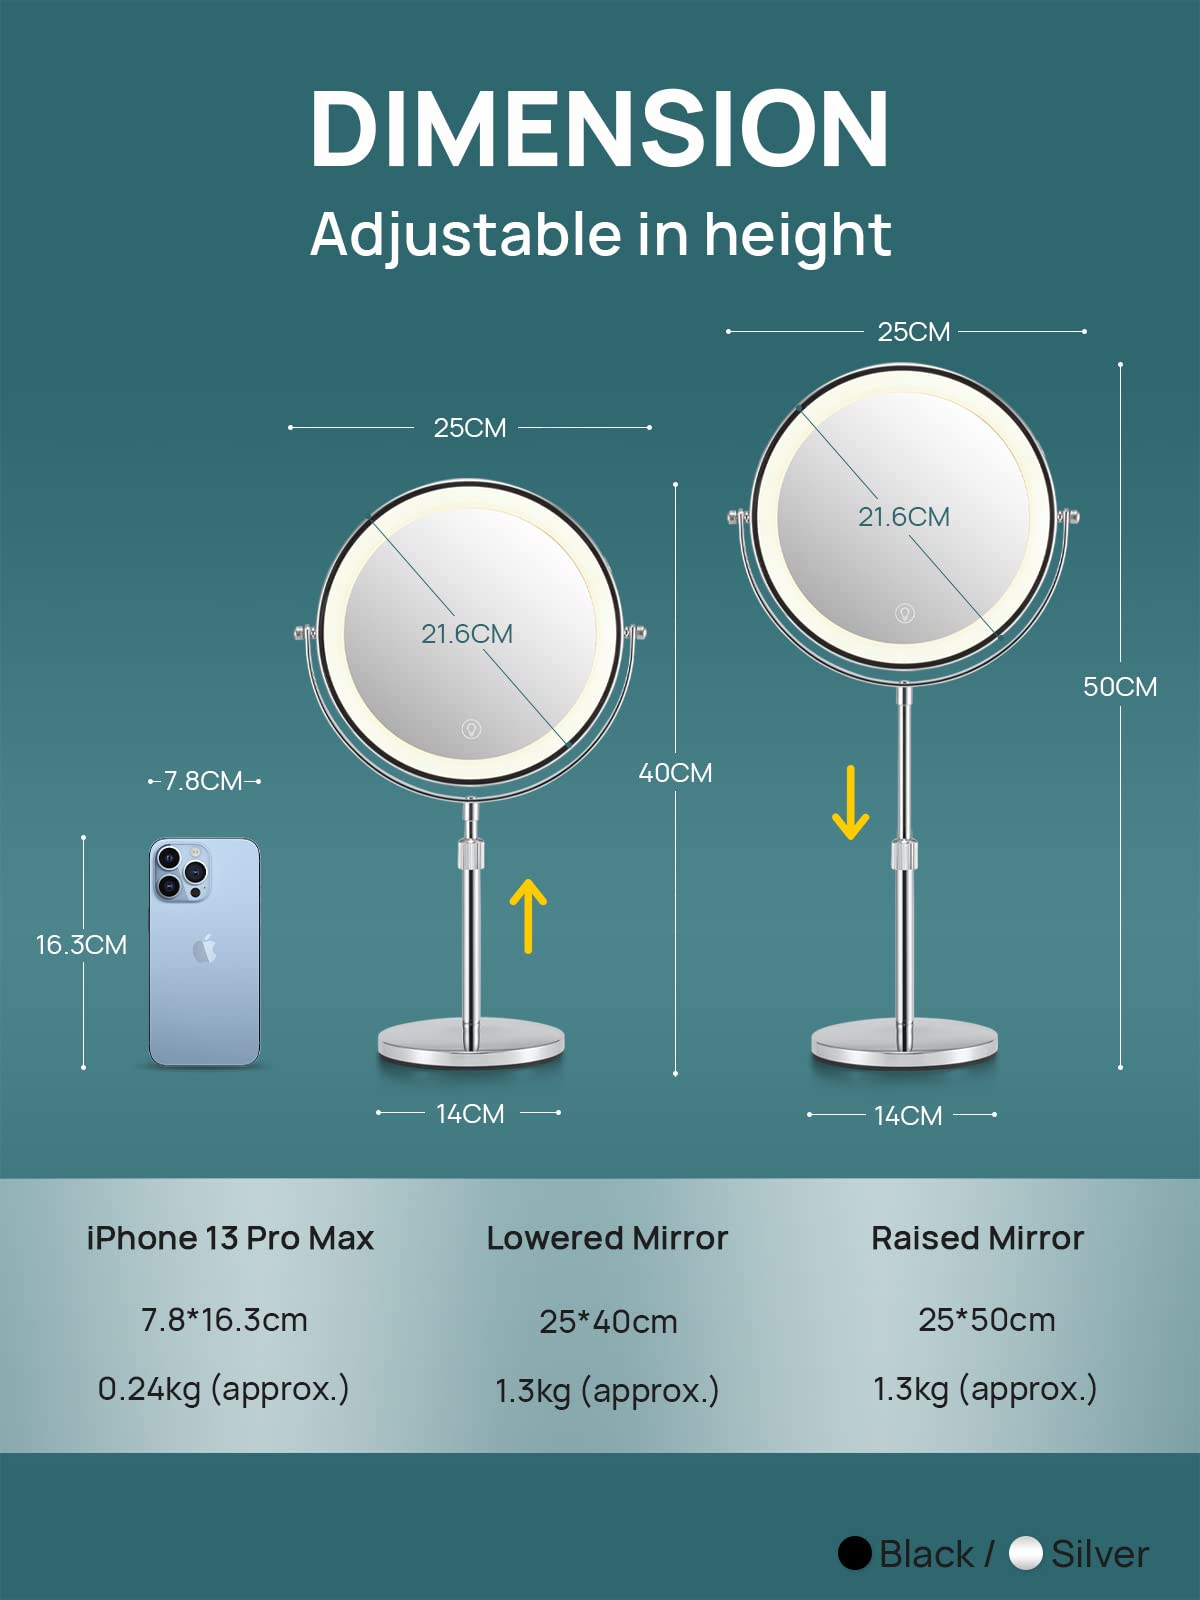 DIMENSION
Adjustable in height
25CM
25CM
21.6CM
21.6CM
50CM
40CM
7.8CM
16.3CM
14CM
14CM
iPhone 13 Pro Max
7.8*16.3cm
0.24kg (approx.)
Lowered Mirror
25*40cm
1.3kg (approx.)
Raised Mirror
25*50cm
1.3kg (approx.)
Black / Silver